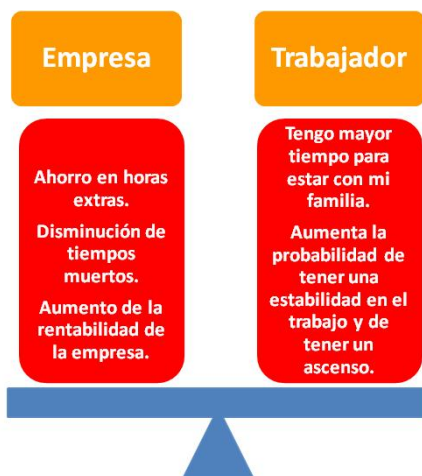 Empresa
Trabajador
Ahorro en horas
extras.
Disminución de
tiempos
muertos.
Aumento de la
rentabilidad de
la empresa.
Tengo mayor
tiempo para
estar con mi
familia.
Aumenta la
probabilidad de
tener una
estabilidad en el
trabajo y de
tener un
ascenso.